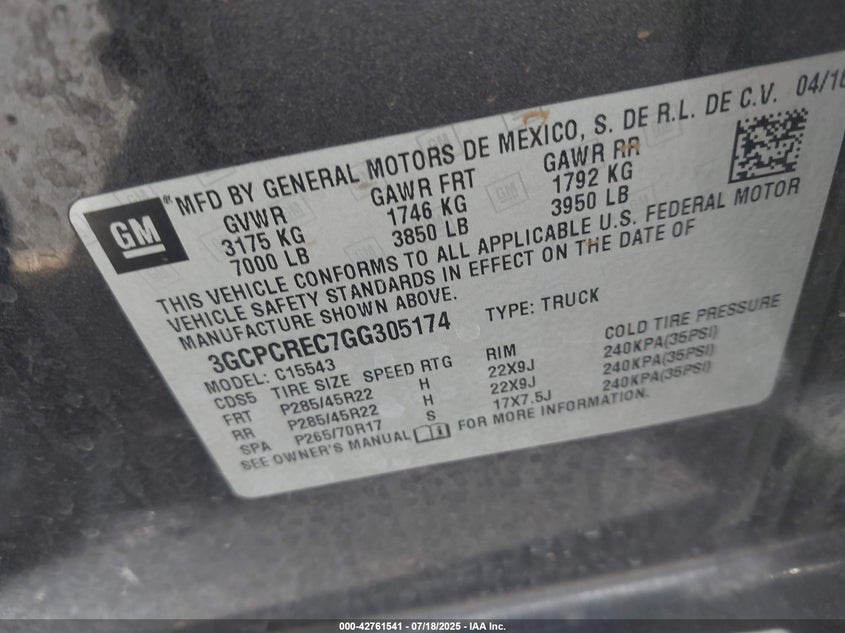 GM ® MFD BY GENERAL MOTORS DE MEXICO, S. DE R.L. DE C.V. 04/16
GVWR GAWR FRT GAWR RR
3175 KG 1746 KG 1792 KG
7000 LB 3850 LB 3950 LB
THIS VEHICLE CONFORMS TO ALL APPLICABLE U.S. FEDERAL MOTOR
VEHICLE SAFETY STANDARDS IN EFFECT ON THE DATE OF
MANUFACTURE SHOWN ABOVE.
3GCPCREC7GG305174 TYPE: TRUCK
MODEL: C15543
CDS5 TIRE SIZE SPEED RTG RIM COLD TIRE PRESSURE
FRT P285/45R22 H 22X9J 240KPA(35PSI)
RR P285/45R22 H 22X9J 240KPA(35PSI)
SPA P265/70R17 S 17X7.5J 240KPA(35PSI)
SEE OWNER'S MANUAL FOR MORE INFORMATION.
000-42761541 07/18/2025 - IAA Inc.